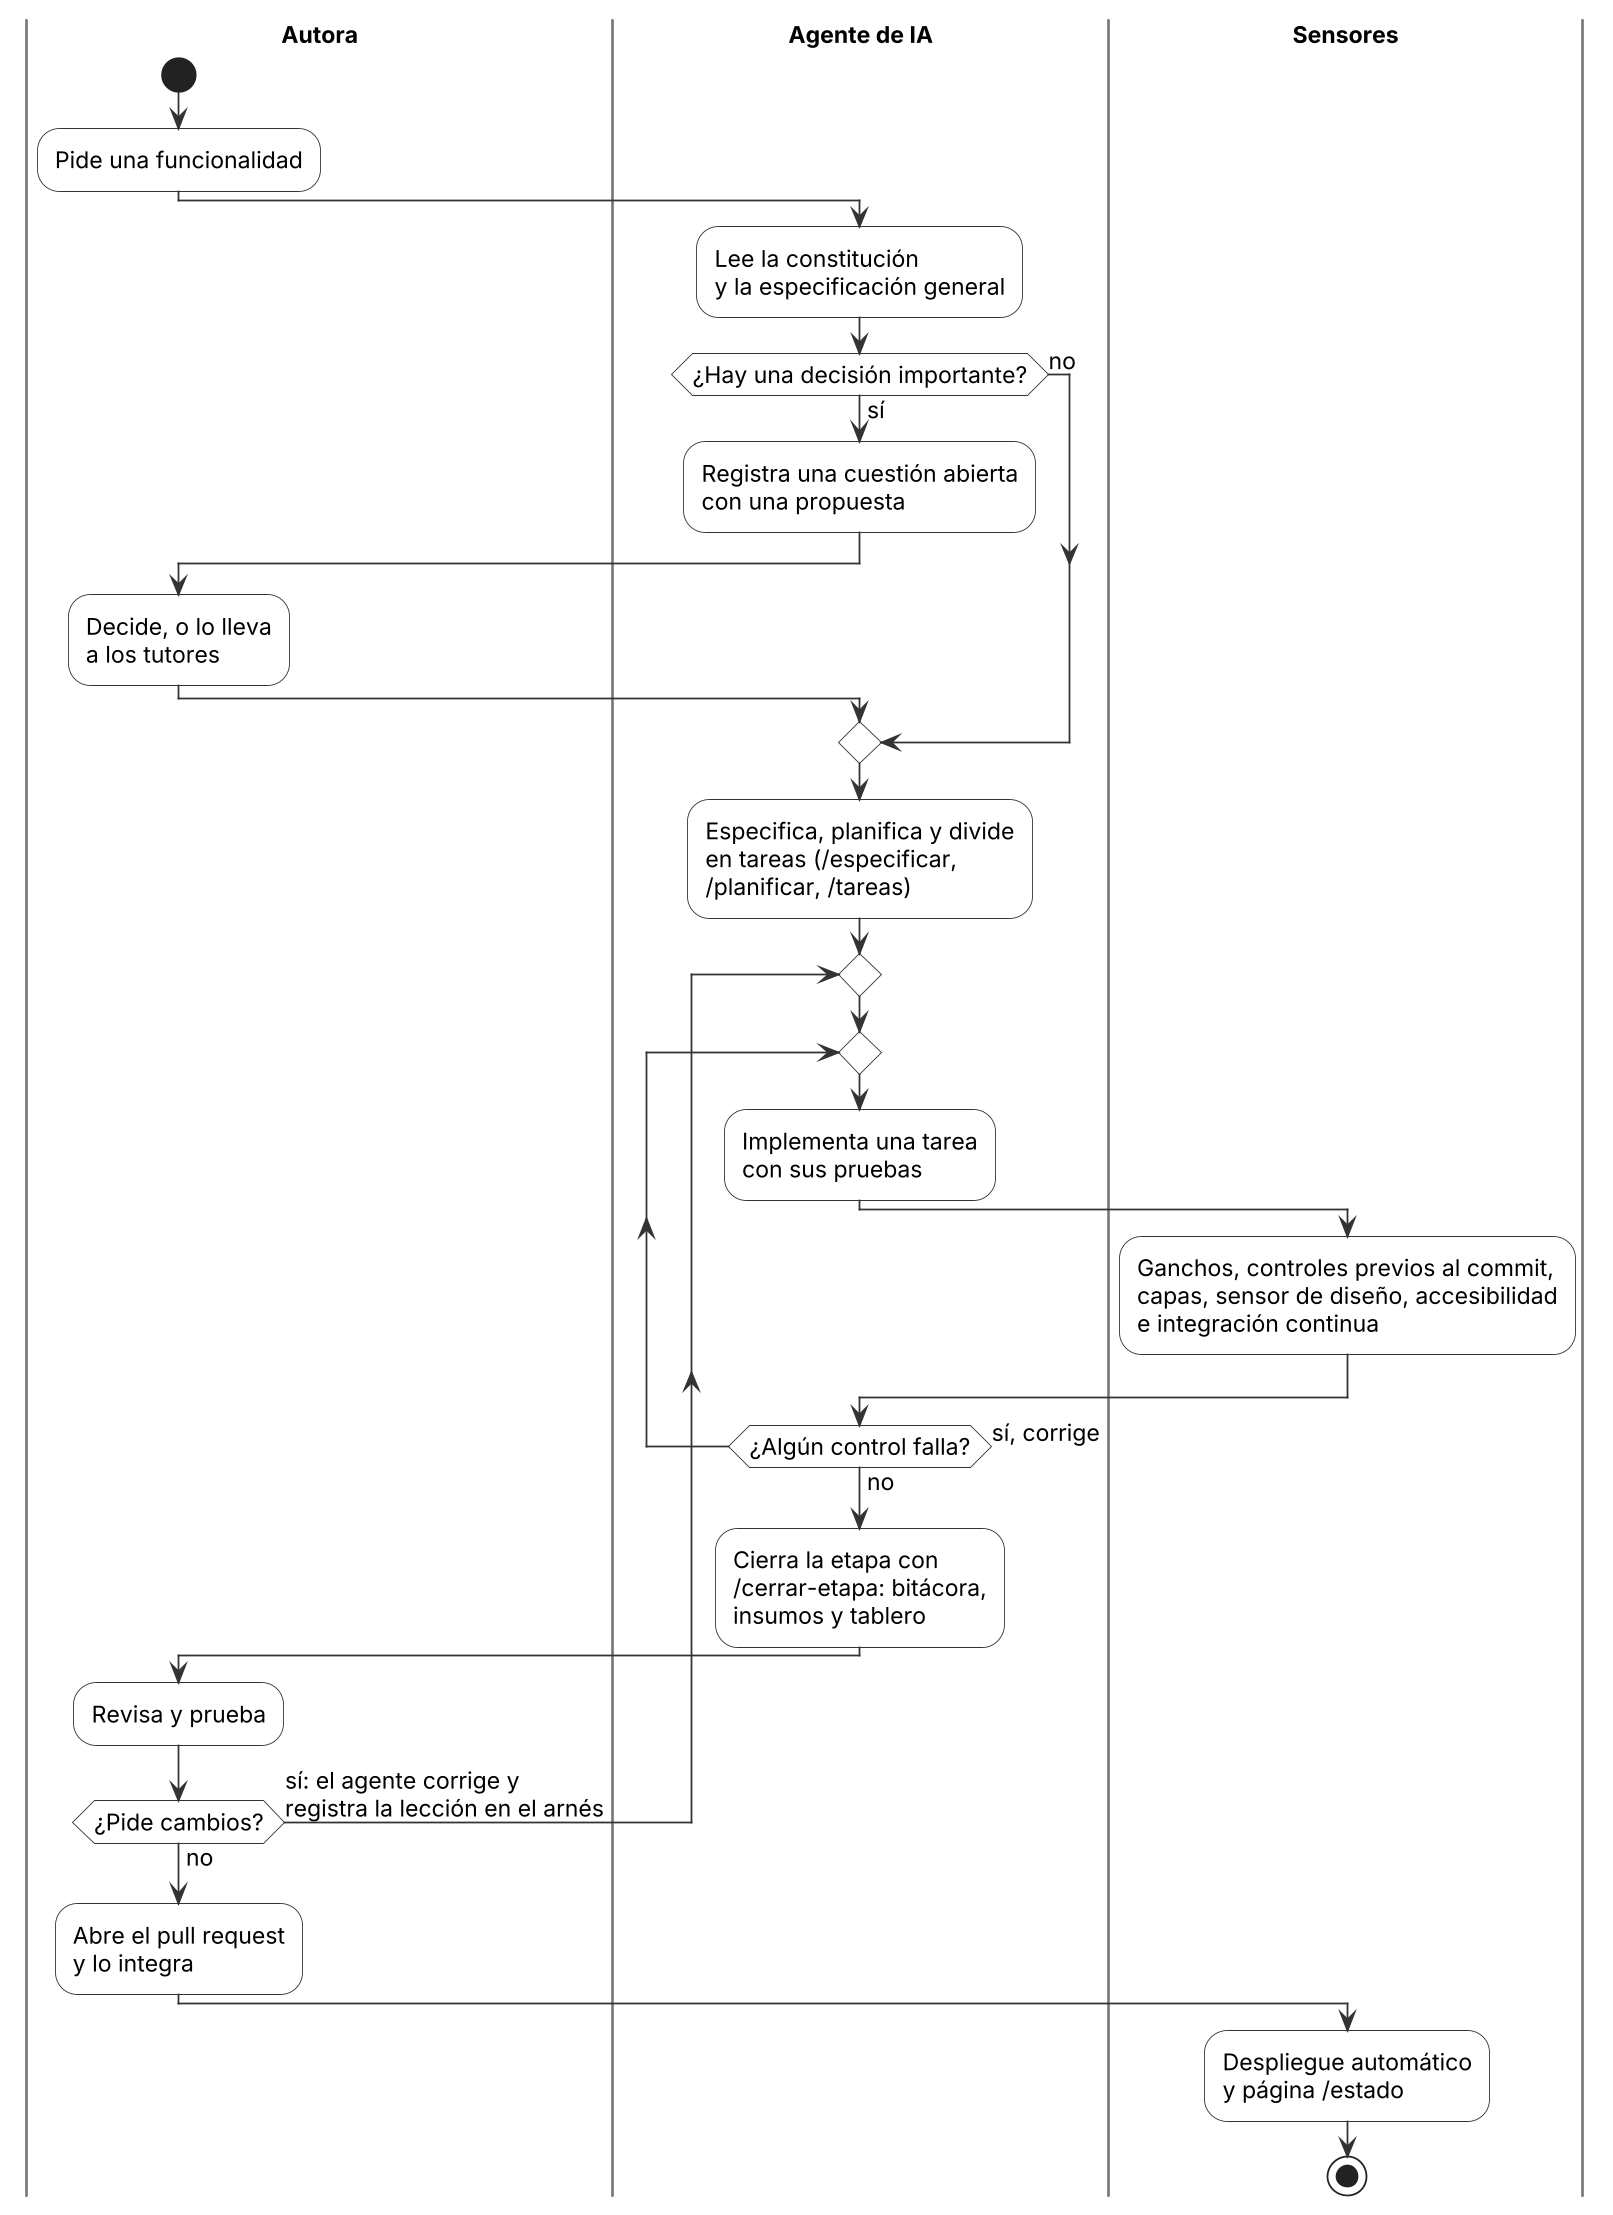 Autora
Agente de IA
Sensores
Pide una funcionalidad
Lee la constitución
y la especificación general
¿Hay una decisión importante?
no
sí
Registra una cuestión abierta
con una propuesta
Decide, o lo lleva
a los tutores
Especifica, planifica y divide
en tareas (/especificar,
/planificar, /tareas)
Implementa una tarea
con sus pruebas
Ganchos, controles previos al commit,
capas, sensor de diseño, accesibilidad
e integración continua
¿Algún control falla?
sí, corrige
no
Cierra la etapa con
/cerrar-etapa: bitácora,
insumos y tablero
Revisa y prueba
¿Pide cambios?
sí: el agente corrige y
registra la lección en el arnés
no
Abre el pull request
y lo integra
Despliegue automático
y página /estado